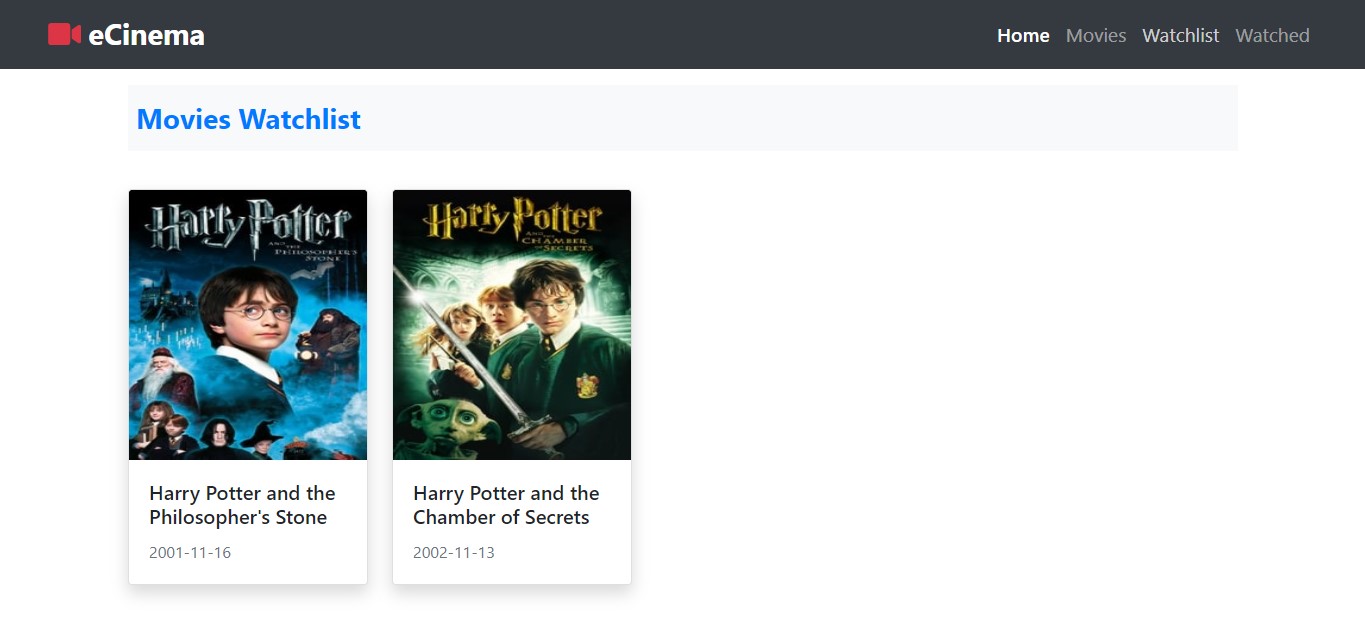 eCinema
Home Movies Watchlist Watched
Movies Watchlist
Harry Potter
AND THE
PHILOSOPHER'S
STONE
Harry Potter
AND THE
CHAMBER
OF SECRETS
Harry Potter and the
Philosopher's Stone
2001-11-16
Harry Potter and the
Chamber of Secrets
2002-11-13